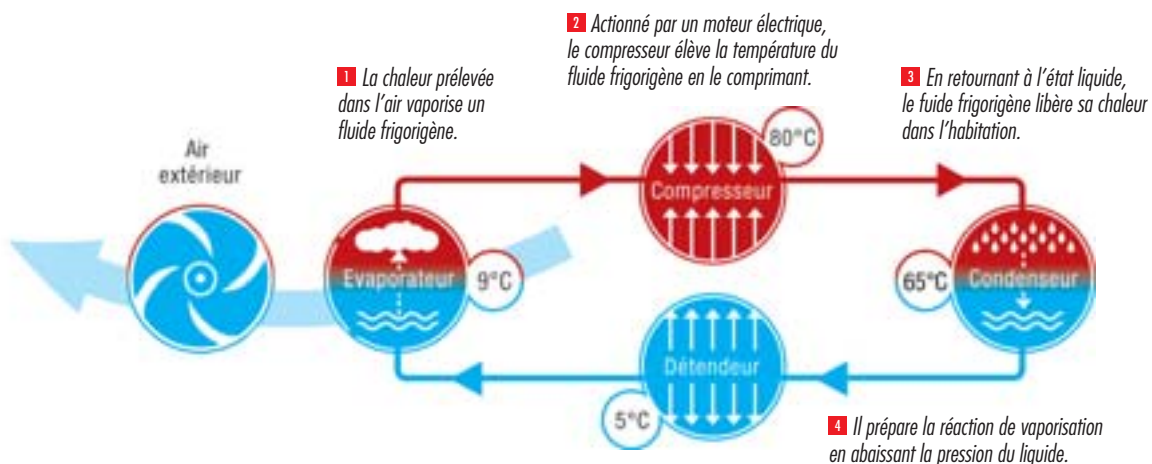 2 Actionné par un moteur électrique,
le compresseur élève la température du
fluide frigorigène en le comprimant.
1 La chaleur prélevée
dans l'air vaporise un
fluide frigorigène.
3 En retournant à l'état liquide,
le fuide frigorigène libère sa chaleur
dans l'habitation.
Air
extérieur
80°C
Compresseur
Evaporateur
9°C
65°C
Condenseur
Détendeur
5°C
4 Il prépare la réaction de vaporisation
en abaissant la pression du liquide.